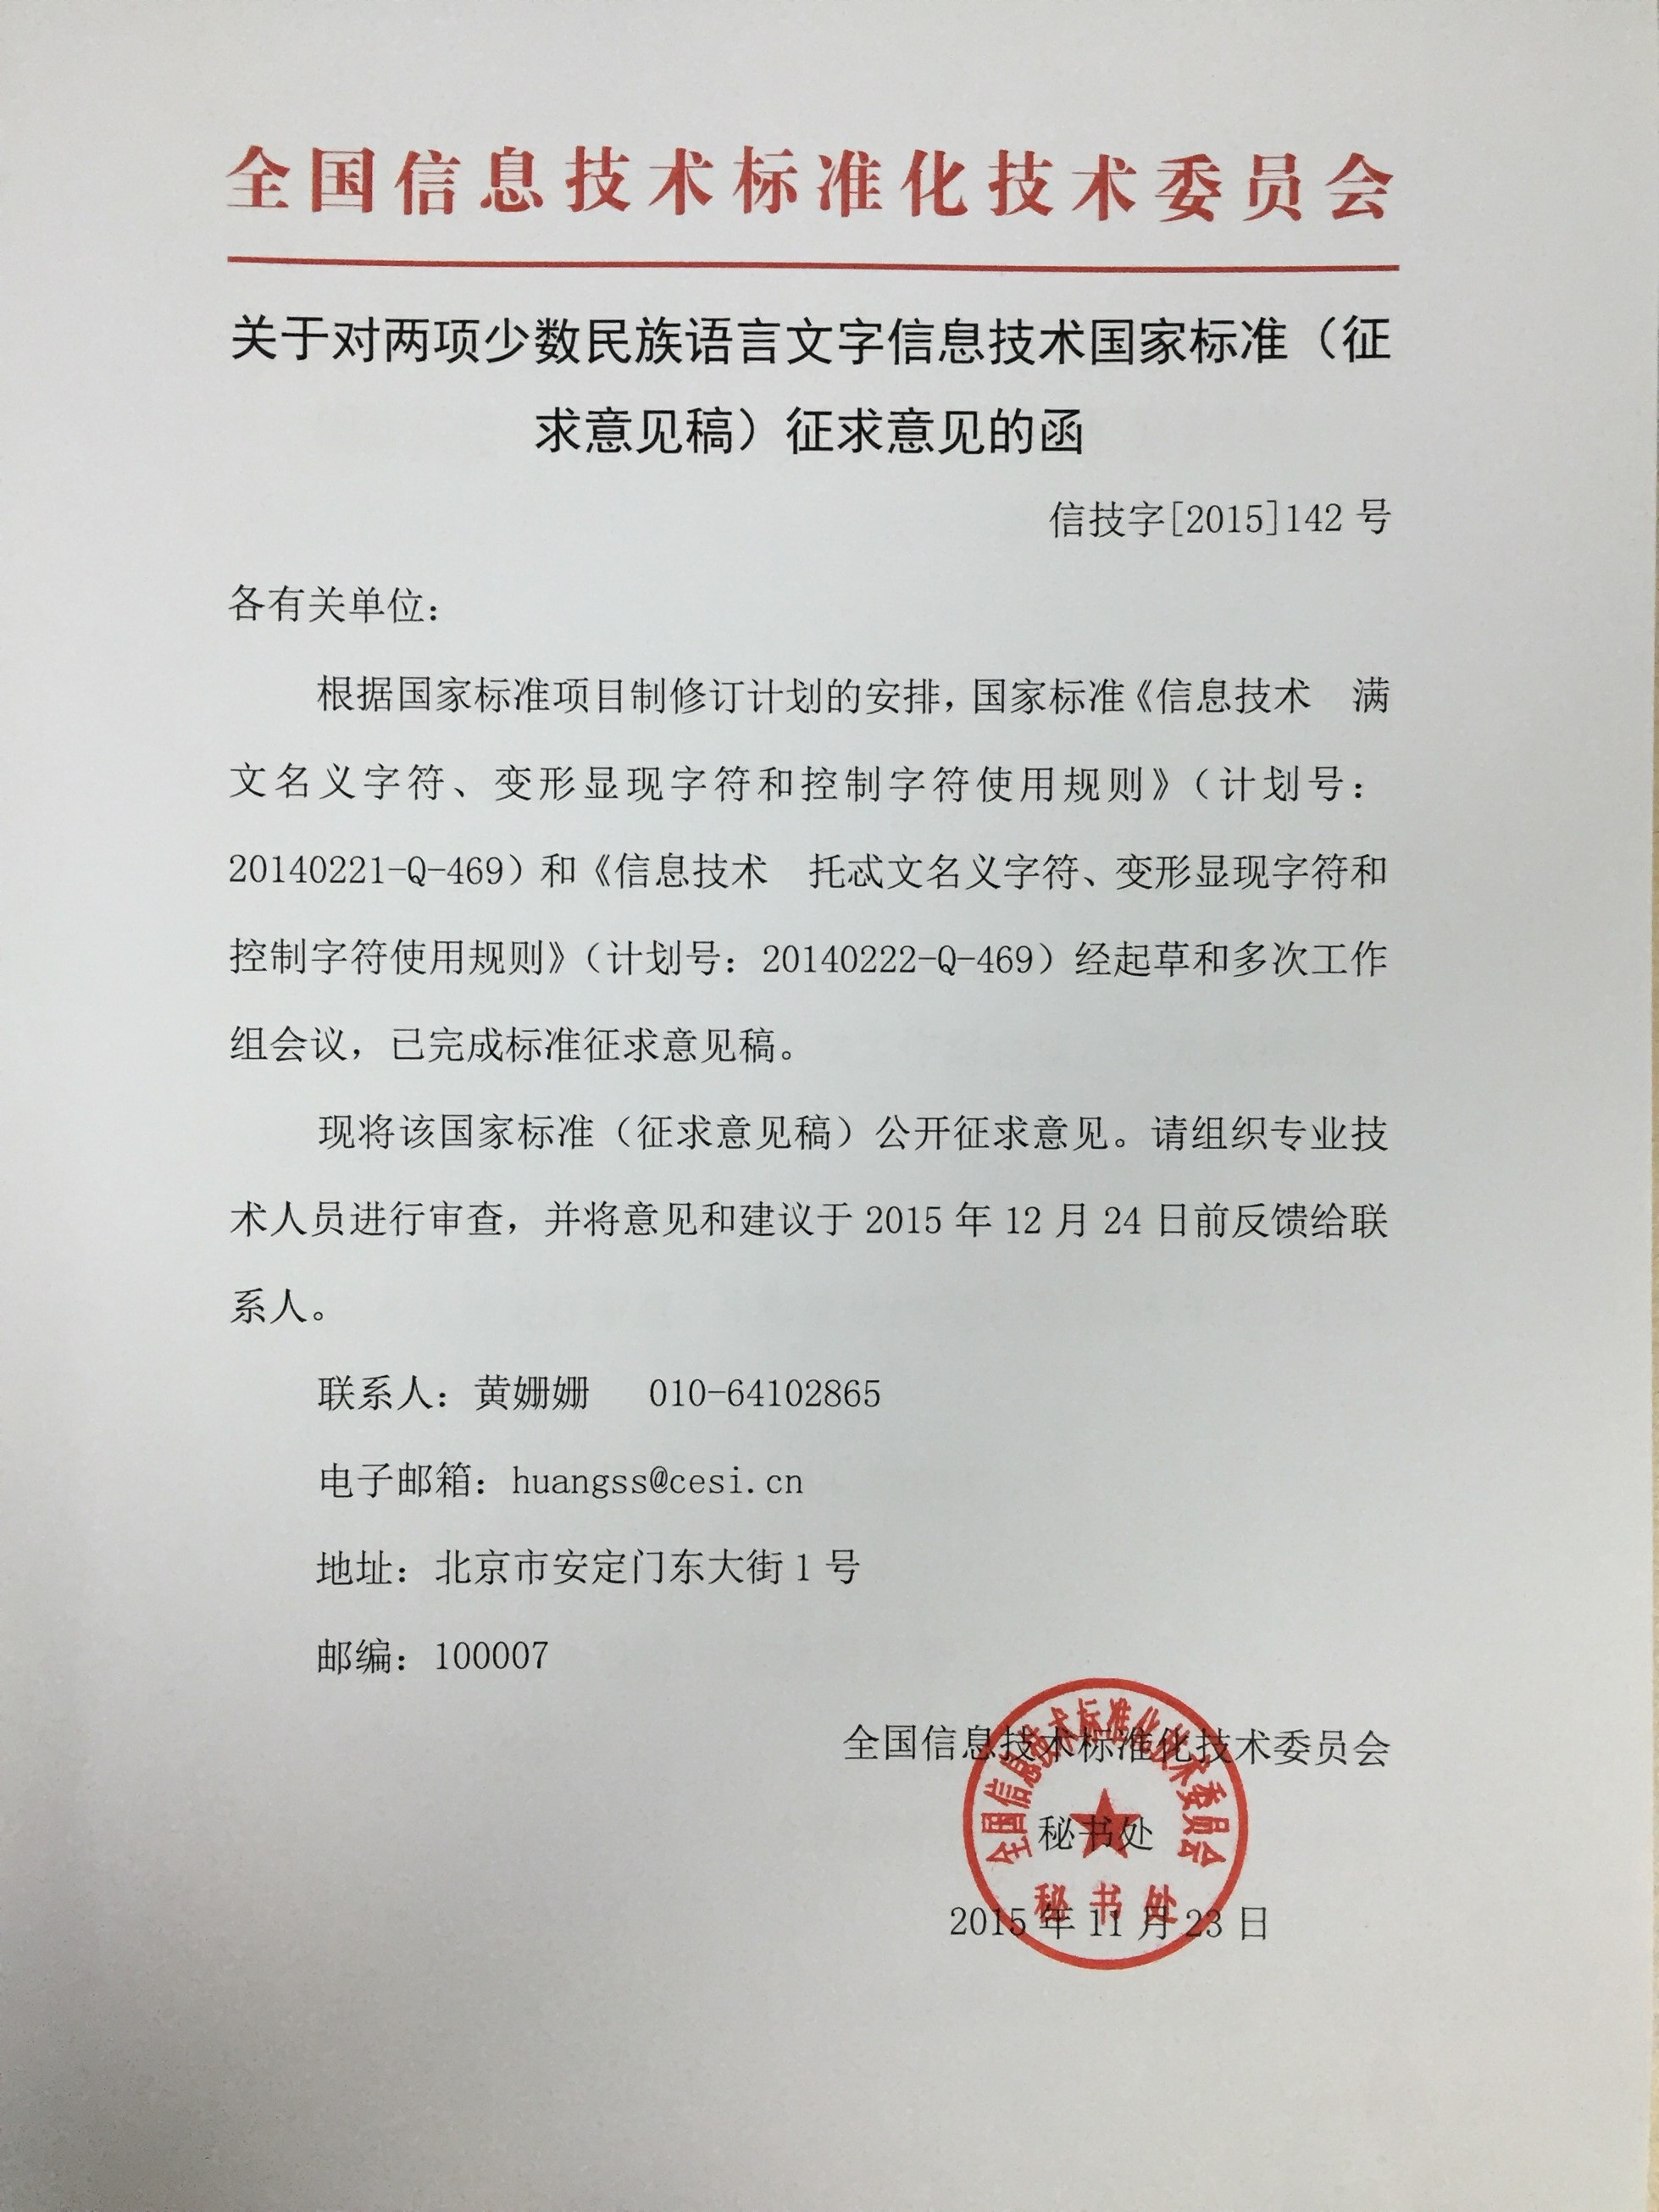 全国信息技术标准化技术委员会
关于对两项少数民族语言文字信息技术国家标准（征
求意见稿）征求意见的函
信技字[2015]142 号
各有关单位：
根据国家标准项目制修订计划的安排，国家标准《信息技术　满
文名义字符、变形显现字符和控制字符使用规则》（计划号：
20140221-Q-469）和《信息技术　托忒文名义字符、变形显现字符和
控制字符使用规则》（计划号：20140222-Q-469）经起草和多次工作
组会议，已完成标准征求意见稿。
现将该国家标准（征求意见稿）公开征求意见。请组织专业技
术人员进行审查，并将意见和建议于 2015 年 12 月 24 日前反馈给联
系人。
联系人：黄姗姗　010-64102865
电子邮箱：huangss@cesi.cn
地址：北京市安定门东大街 1 号
邮编：100007
全国信息技术标准化技术委员会
秘书处
2015 年 11 月 23 日
全国信息技术标准化技术委员会
秘书处